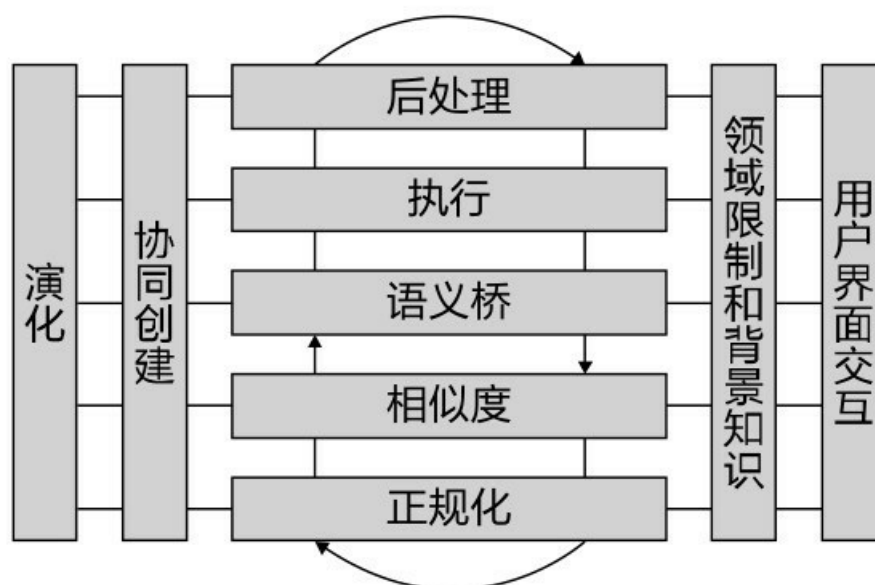 演化
协同创建
后处理
执行
语义桥
相似度
正规化
领域限制和背景知识
用户界面交互